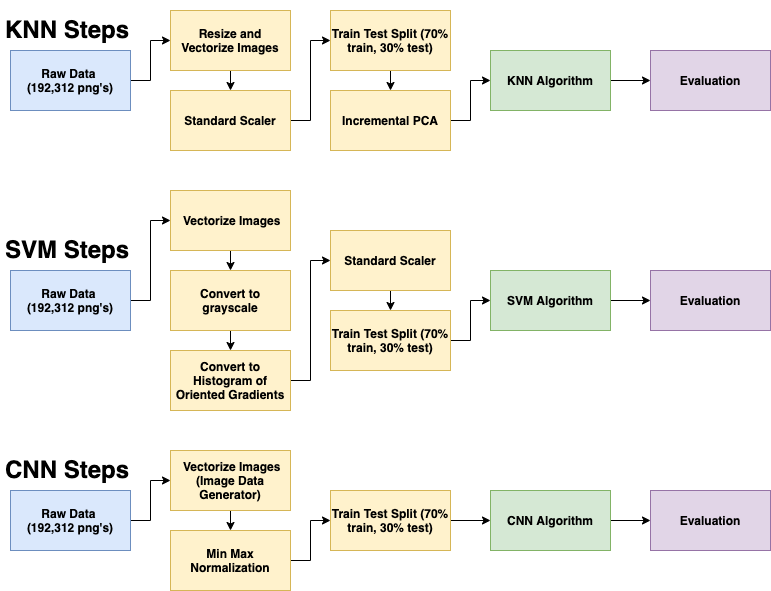 KNN Steps
Raw Data
(192,312 png's)
Resize and
Vectorize Images
Standard Scaler
Train Test Split (70%
train, 30% test)
Incremental PCA
KNN Algorithm
Evaluation
SVM Steps
Raw Data
(192,312 png's)
Vectorize Images
Convert to
grayscale
Convert to
Histogram of
Oriented Gradients
Standard Scaler
Train Test Split (70%
train, 30% test)
SVM Algorithm
Evaluation
CNN Steps
Raw Data
(192,312 png's)
Vectorize Images
(Image Data
Generator)
Min Max
Normalization
Train Test Split (70%
train, 30% test)
CNN Algorithm
Evaluation